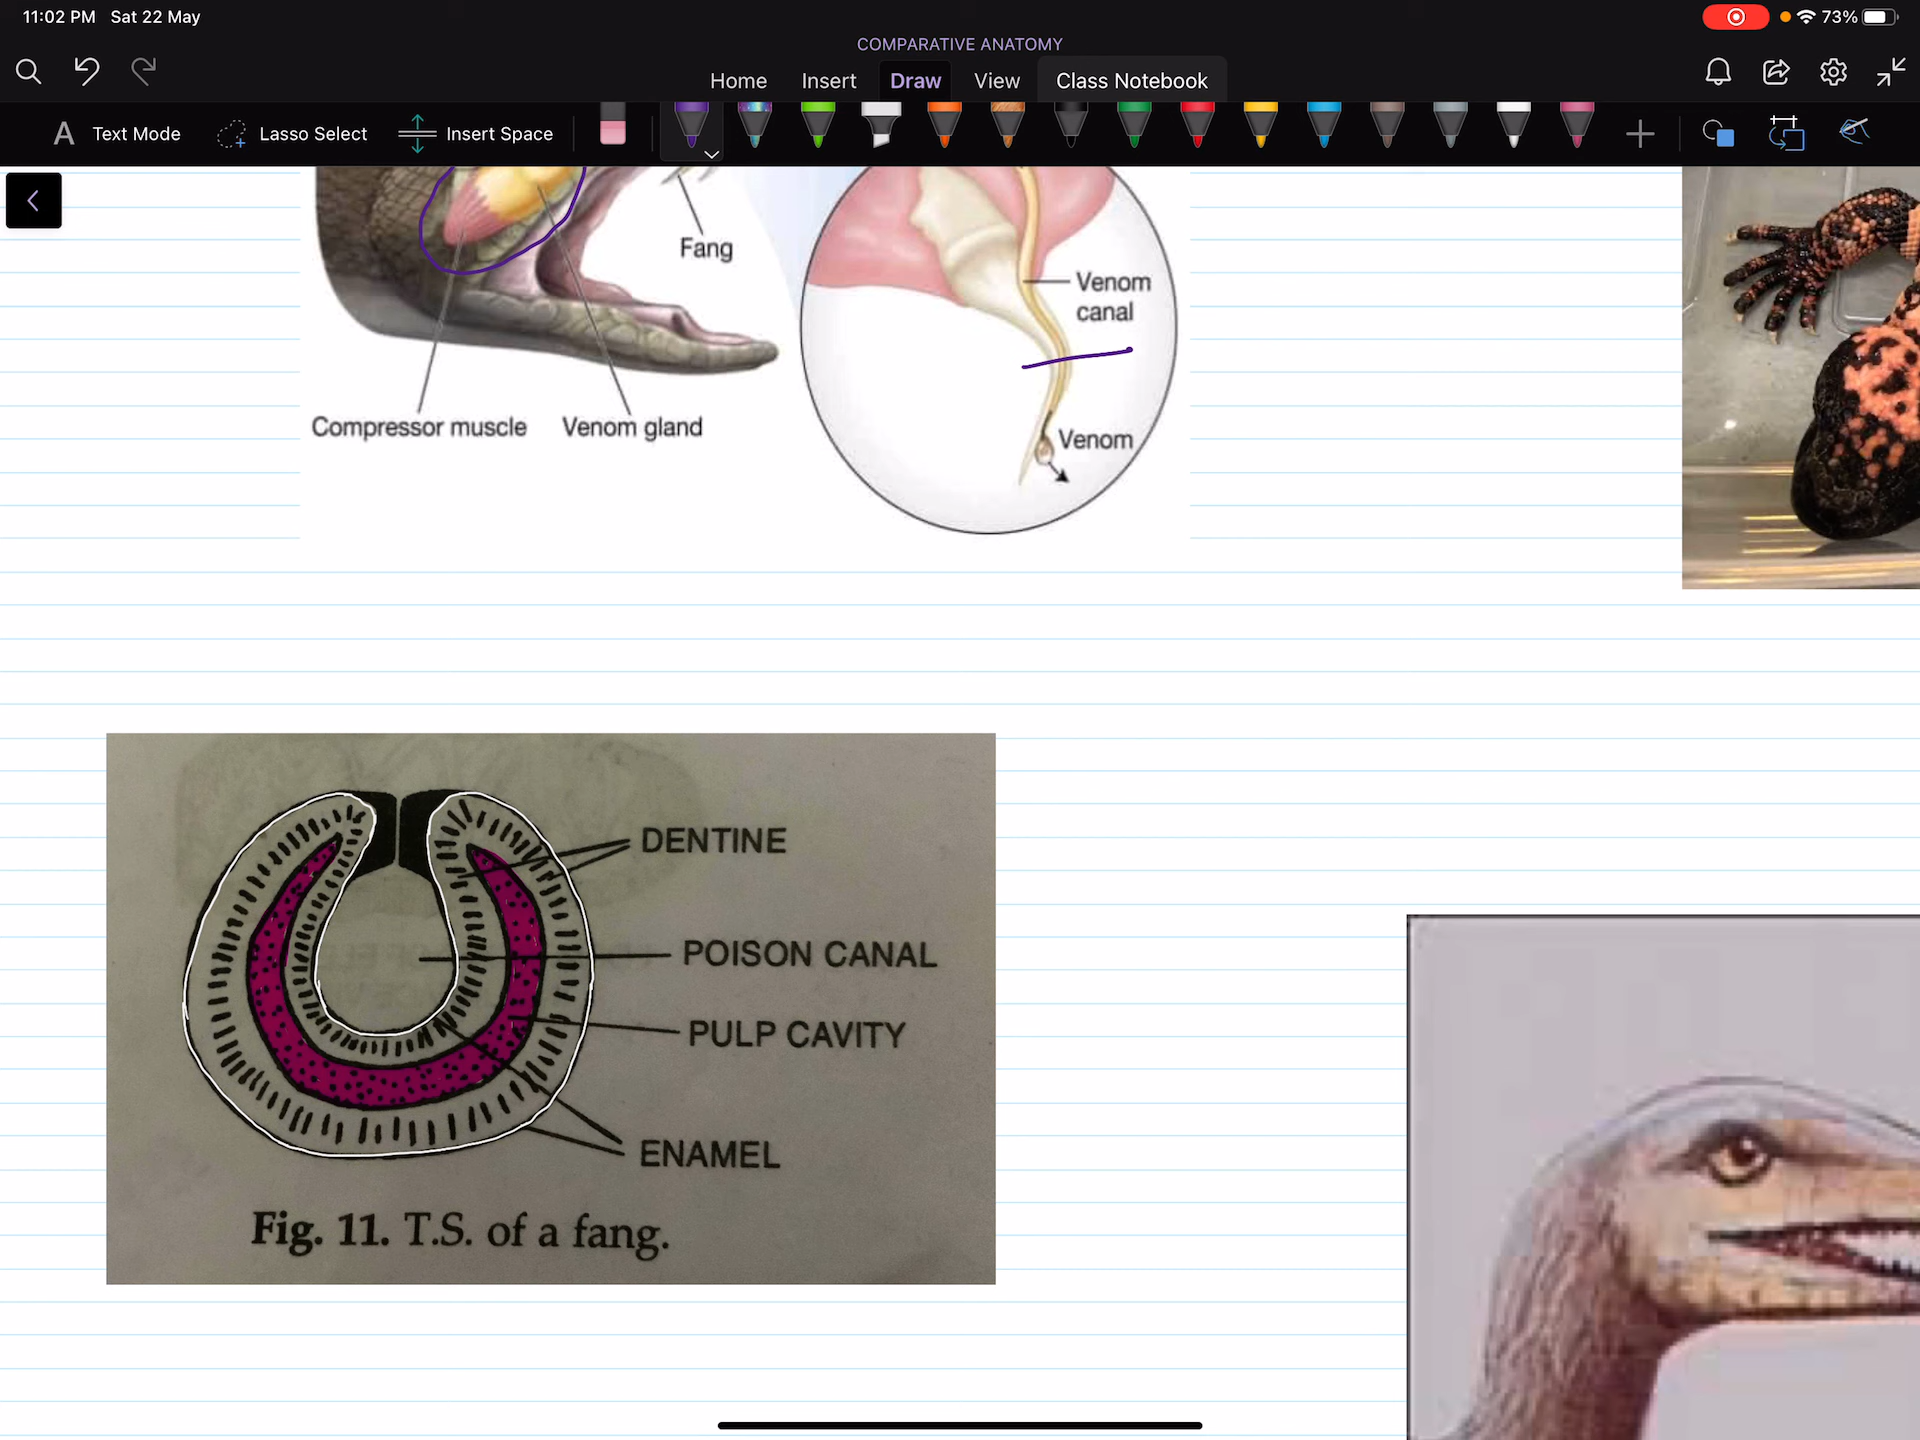 11:02 PM Sat 22 May
73%
COMPARATIVE ANATOMY
Home Insert Draw View Class Notebook
A Text Mode Lasso Select Insert Space
Fang
Venom
canal
Compressor muscle Venom gland
Venom
DENTINE
POISON CANAL
PULP CAVITY
ENAMEL
Fig. 11. T.S. of a fang.